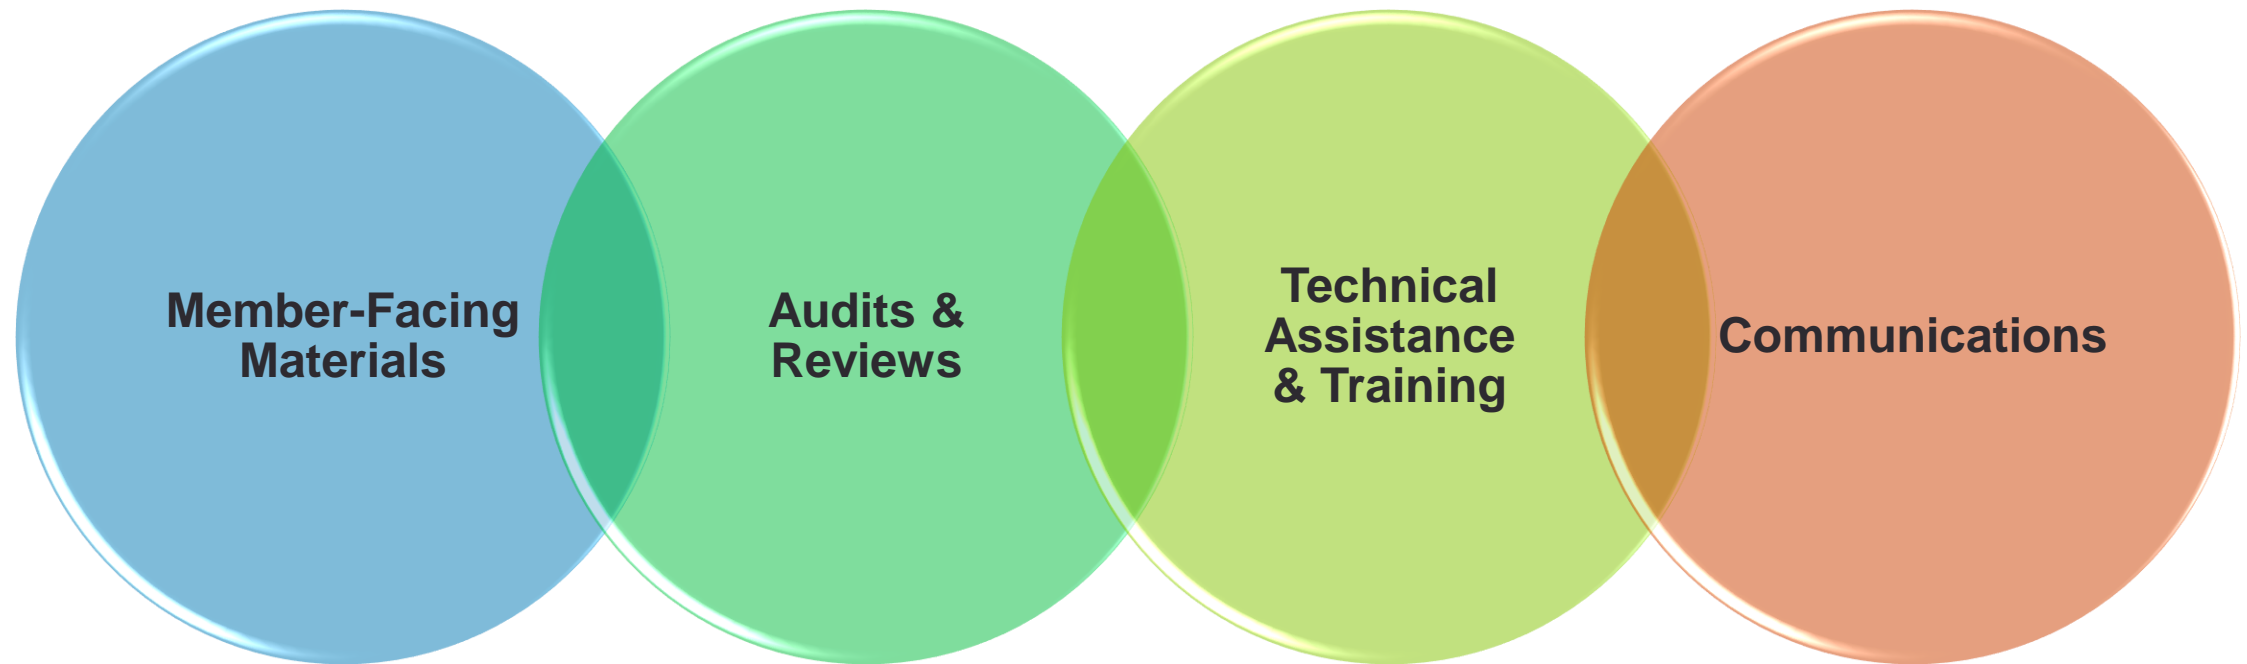 Member-Facing
Materials
Audits &
Reviews
Technical
Assistance
& Training
Communications